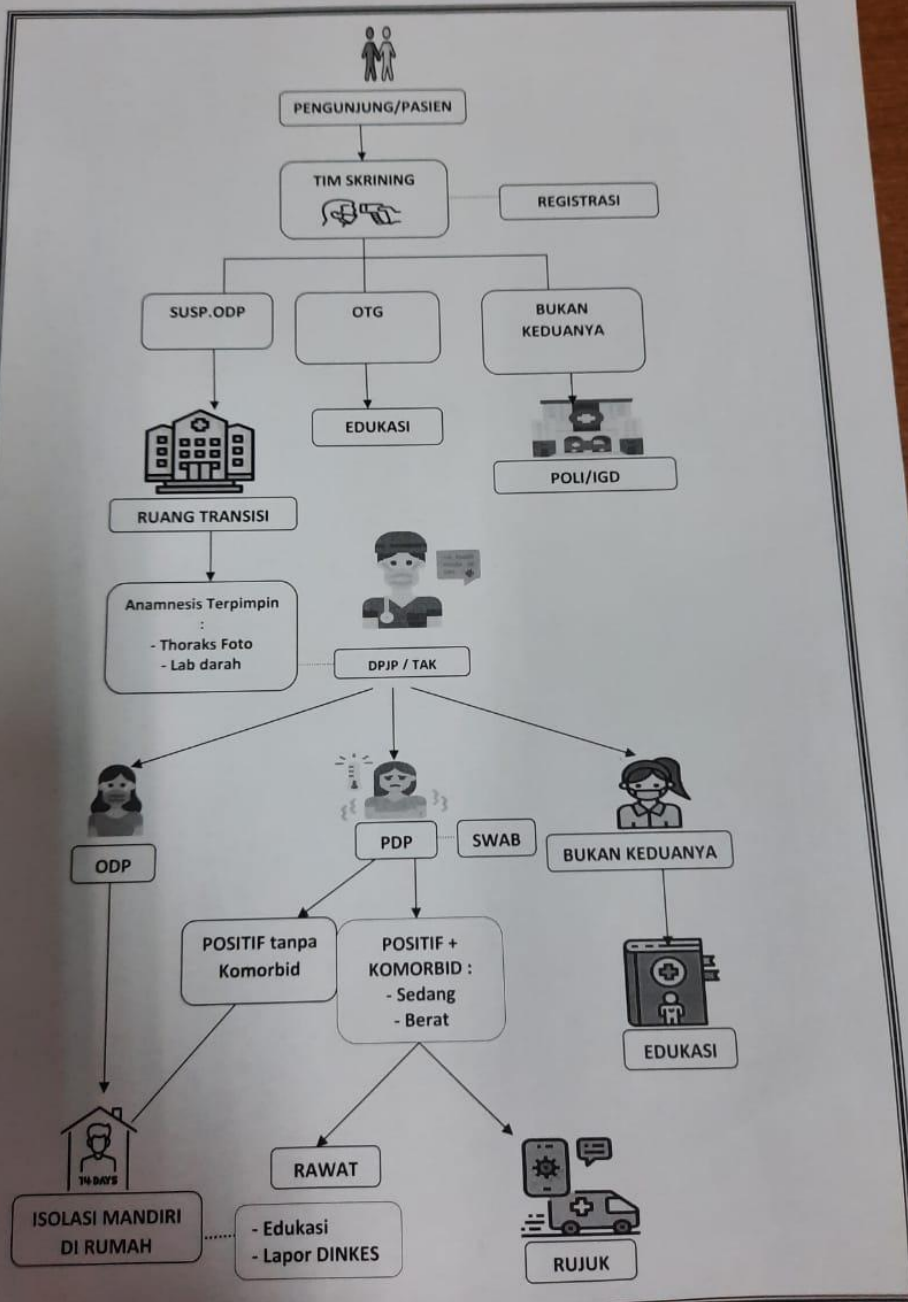 PENGUNJUNG/PASIEN
TIM SKRINING
REGISTRASI
SUSP.ODP
OTG
BUKAN
KEDUANYA
EDUKASI
POLI/IGD
RUANG TRANSISI
Anamnesis Terpimpin
:
- Thoraks Foto
- Lab darah
DPJP / TAK
ODP
PDP
SWAB
BUKAN KEDUANYA
POSITIF tanpa
Komorbid
POSITIF +
KOMORBID :
- Sedang
- Berat
EDUKASI
14 DAYS
ISOLASI MANDIRI
DI RUMAH
- Edukasi
- Lapor DINKES
RAWAT
RUJUK